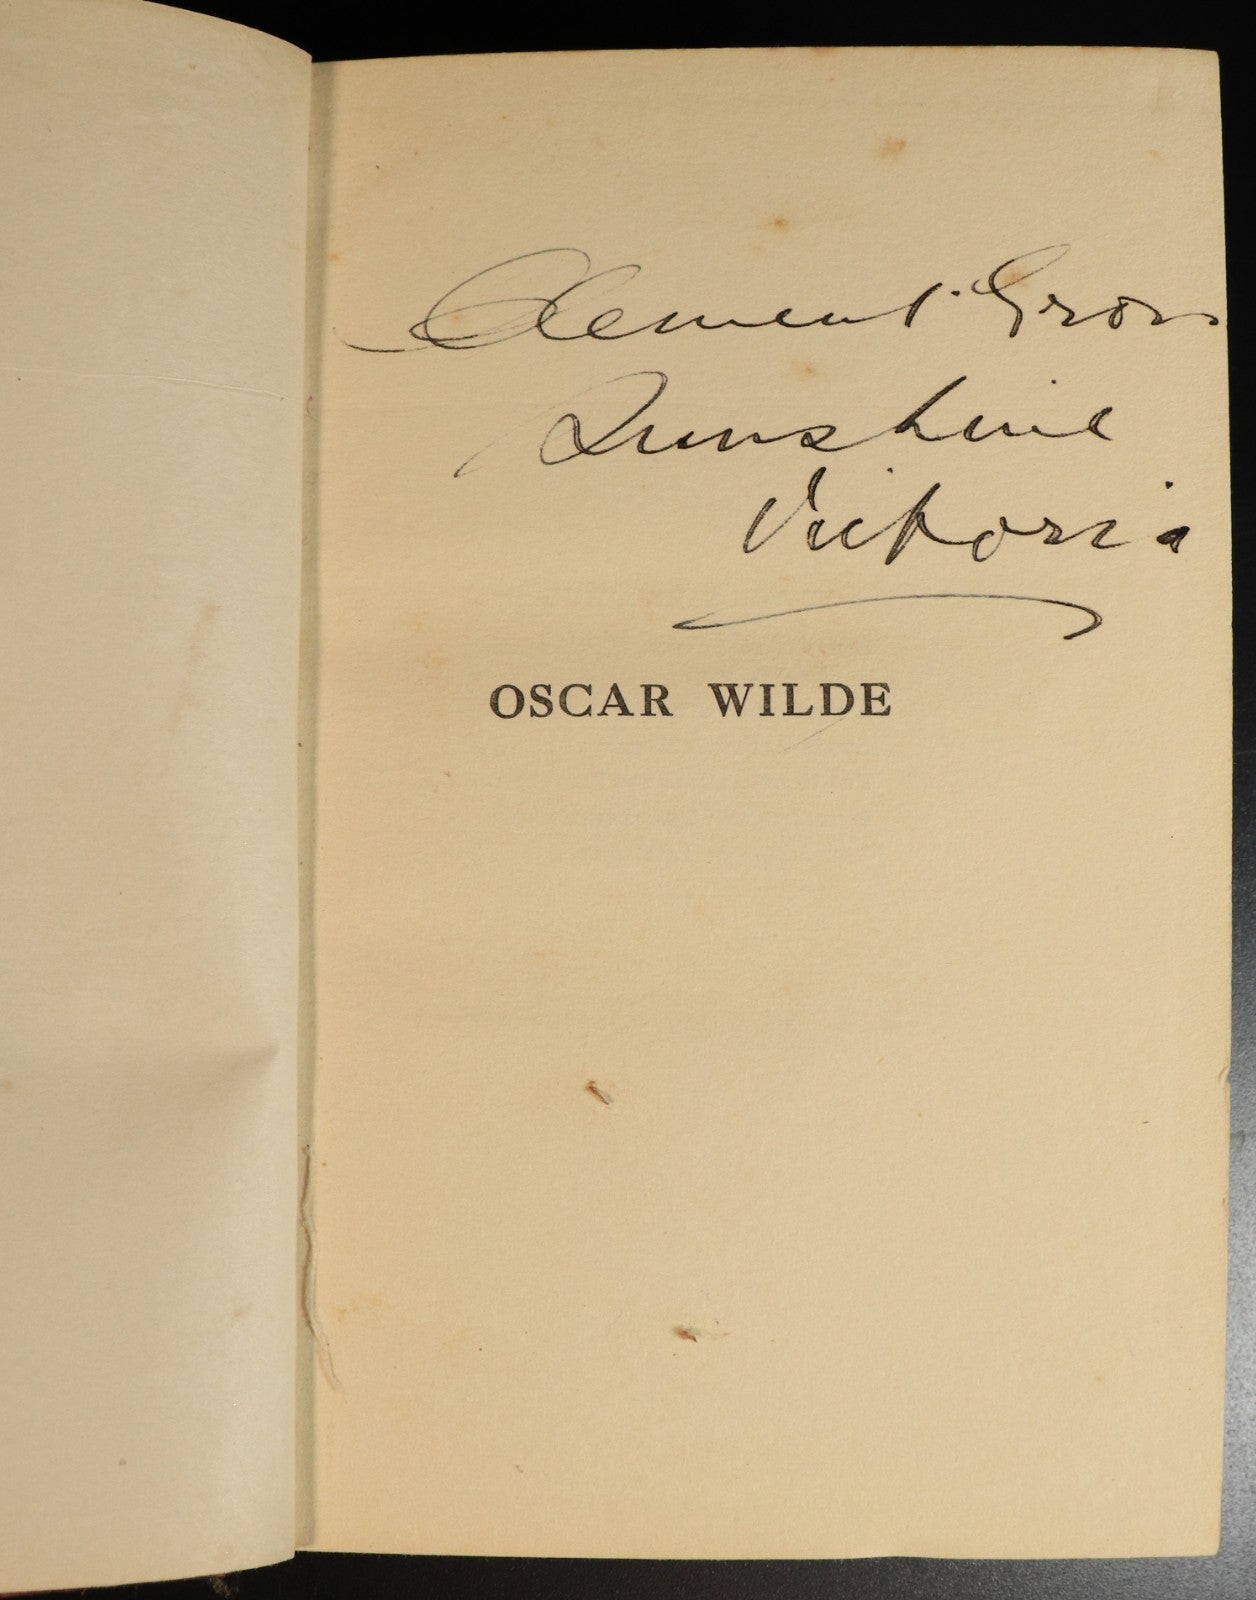 Clement Gross
Sunshine
Victoria
OSCAR WILDE